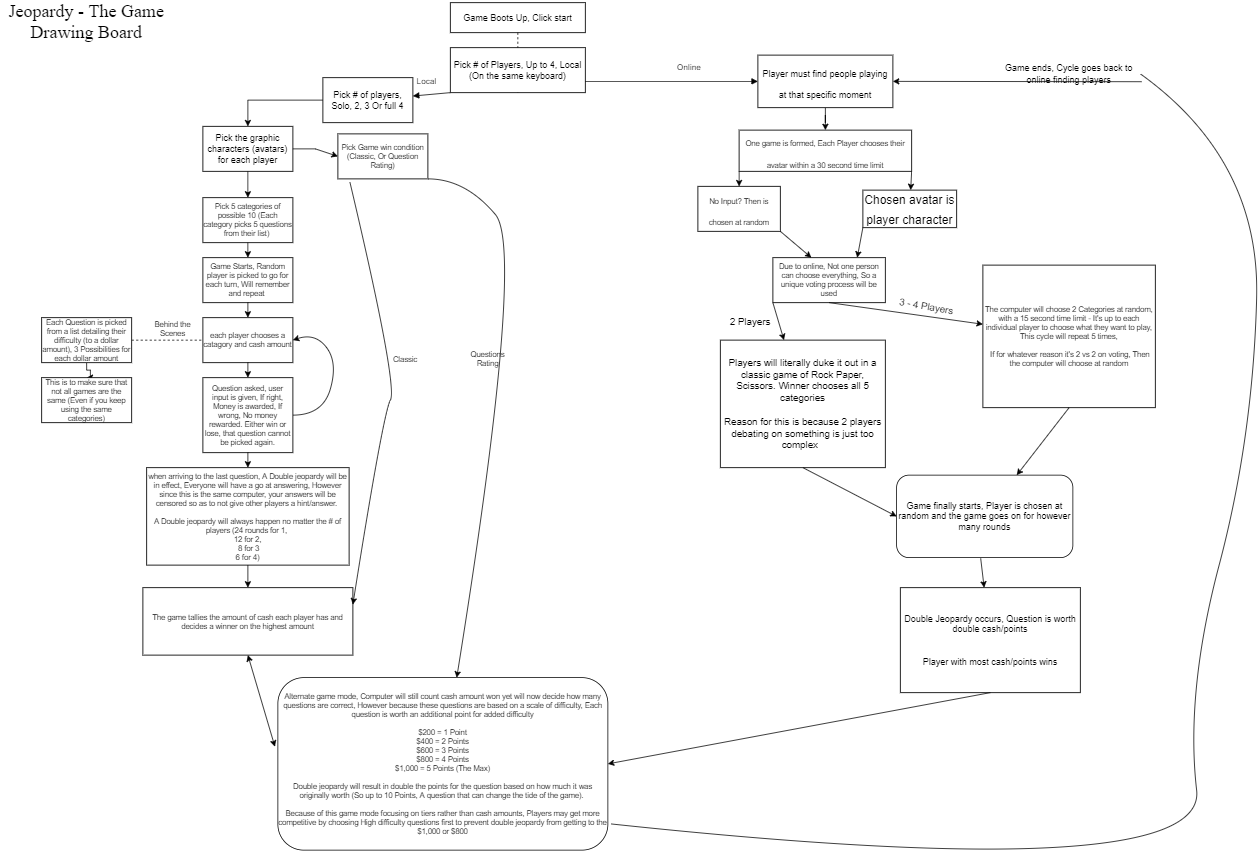 Jeopardy - The Game
Drawing Board
Game Boots Up, Click start
Pick # of Players, Up to 4, Local
(On the same keyboard)
Local
Online
Pick # of players,
Solo, 2, 3 Or full 4
Pick the graphic
characters (avatars)
for each player
Pick Game win condition
(Classic, Or Question
Rating)
Pick 5 categories of
possible 10 (Each
category picks 5 questions
from their list)
Game Starts, Random
player is picked to go for
each turn, Will remember
and repeat
each player chooses a
catagory and cash amount
Behind the
Scenes
Each Question is picked
from a list detailing their
difficulty (to a dollar
amount), 3 Possibilities for
each dollar amount
This is to make sure that
not all games are the
same (Even if you keep
using the same
categories)
Question asked, user
input is given, If right,
Money is awarded, If
wrong, No money
rewarded. Either win or
lose, that question cannot
be picked again.
Classic
Questions
Rating
when arriving to the last question, A Double jeopardy will be
in effect, Everyone will have a go at answering, However
since this is the same computer, your answers will be
censored so as to not give other players a hint/answer.
A Double jeopardy will always happen no matter the # of
players (24 rounds for 1,
12 for 2,
8 for 3
6 for 4)
The game tallies the amount of cash each player has and
decides a winner on the highest amount
Alternate game mode, Computer will still count cash amount won yet will now decide how many
questions are correct, However because these questions are based on a scale of difficulty, Each
question is worth an additional point for added difficulty
$200 = 1 Point
$400 = 2 Points
$600 = 3 Points
$800 = 4 Points
$1,000 = 5 Points (The Max)
Double jeopardy will result in double the points for the question based on how much it was
originally worth (So up to 10 Points, A question that can change the tide of the game).
Because of this game mode focusing on tiers rather than cash amounts, Players may get more
competitive by choosing High difficulty questions first to prevent double jeopardy from getting to the
$1,000 or $800
Player must find people playing
at that specific moment
Game ends, Cycle goes back to
online finding players
One game is formed, Each Player chooses their
avatar within a 30 second time limit
No Input? Then is
chosen at random
Chosen avatar is
player character
Due to online, Not one person
can choose everything, So a
unique voting process will be
used
2 Players
3 - 4 Players
Players will literally duke it out in a
classic game of Rock Paper,
Scissors. Winner chooses all 5
categories
Reason for this is because 2 players
debating on something is just too
complex
The computer will choose 2 Categories at random,
with a 15 second time limit - It's up to each
individual player to choose what they want to play,
This cycle will repeat 5 times,
If for whatever reason it's 2 vs 2 on voting, Then
the computer will choose at random
Game finally starts, Player is chosen at
random and the game goes on for however
many rounds
Double Jeopardy occurs, Question is worth
double cash/points
Player with most cash/points wins